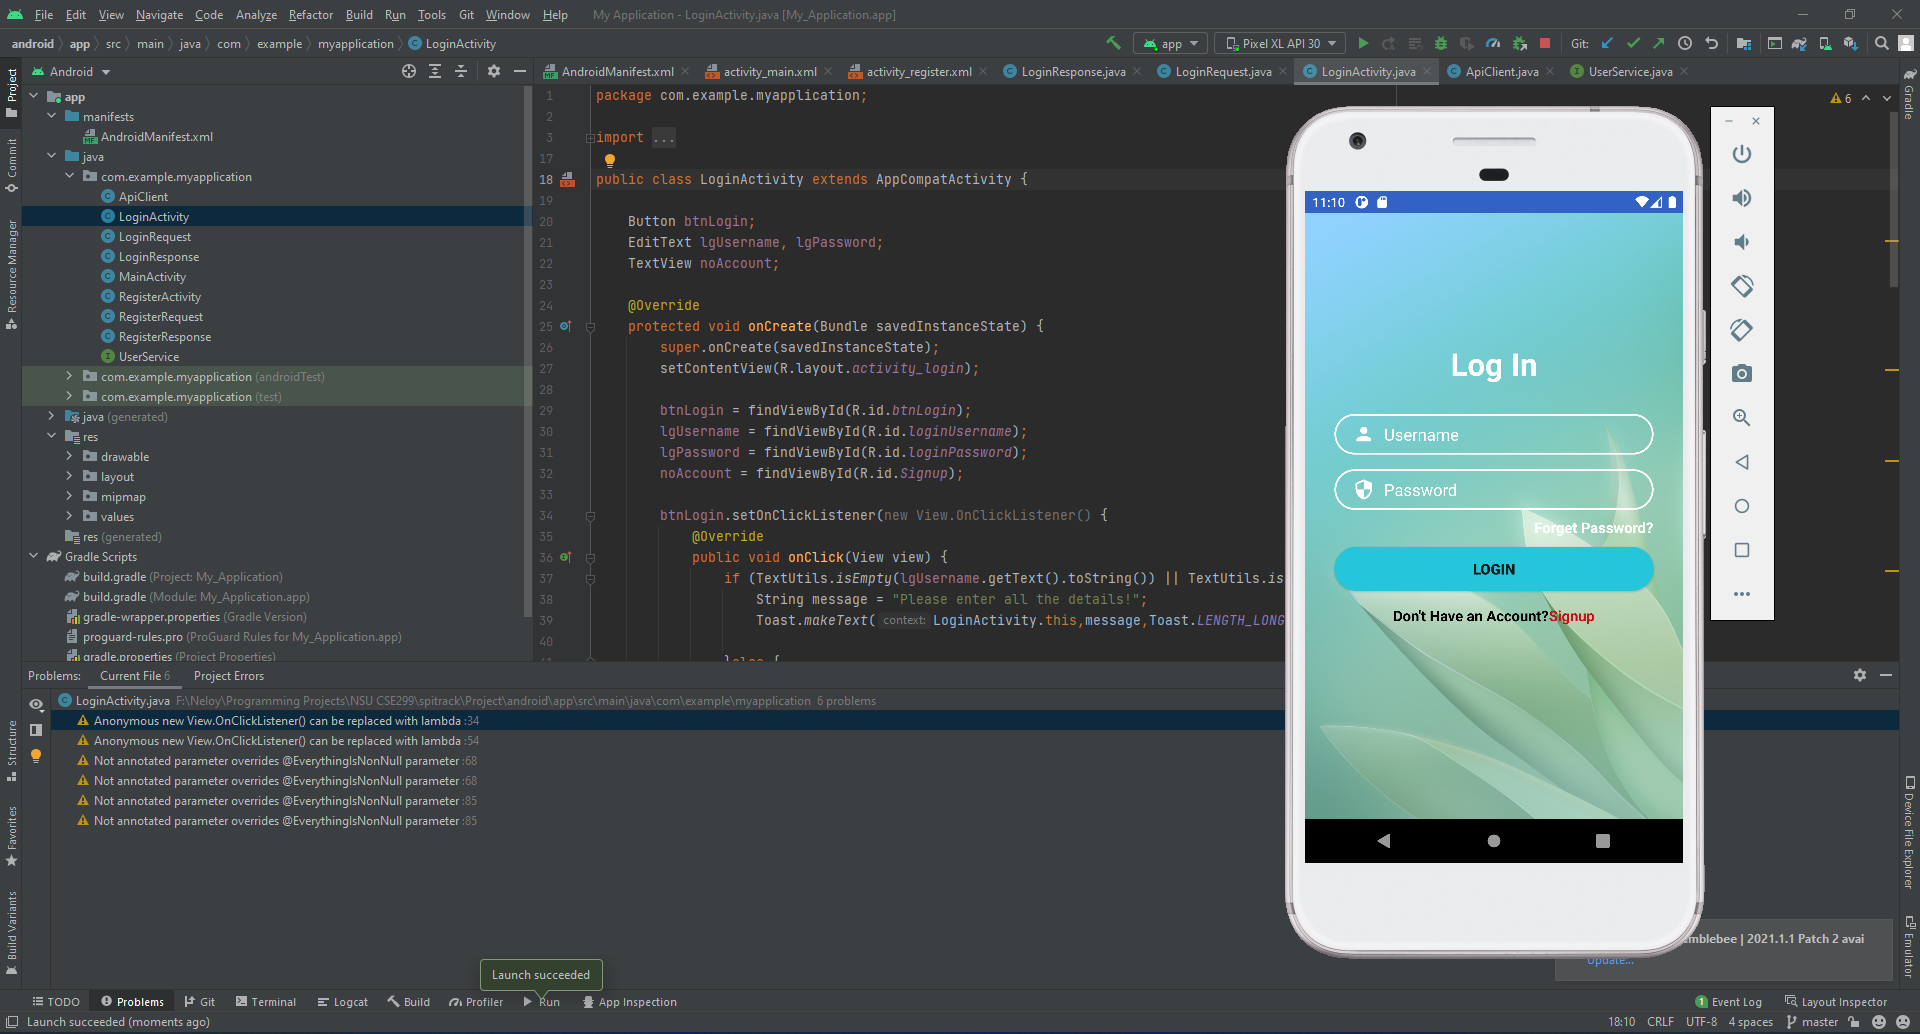 File Edit View Navigate Code Analyze Refactor Build Run Tools Git Window Help My Application - LoginActivity.java [My_Application.app]
android app src main java com example myapplication LoginActivity app Pixel XL API 30 Git:
Android
AndroidManifest.xml activity_main.xml activity_register.xml LoginResponse.java LoginRequest.java LoginActivity.java ApiClient.java UserService.java
Project
Commit
Resource Manager
Structure
Favorites
Build Variants
app
manifests
AndroidManifest.xml
java
com.example.myapplication
ApiClient
LoginActivity
LoginRequest
LoginResponse
MainActivity
RegisterActivity
RegisterRequest
RegisterResponse
UserService
com.example.myapplication (androidTest)
com.example.myapplication (test)
java (generated)
res
drawable
layout
mipmap
values
res (generated)
Gradle Scripts
build.gradle (Project: My_Application)
build.gradle (Module: My_Application.app)
gradle-wrapper.properties (Gradle Version)
proguard-rules.pro (ProGuard Rules for My_Application.app)
gradle.properties (Project Properties)
1 package com.example.myapplication;
2
3 import ...
17
18 public class LoginActivity extends AppCompatActivity {
19
20 Button btnLogin;
21 EditText lgUsername, lgPassword;
22 TextView noAccount;
23
24 @Override
25 protected void onCreate(Bundle savedInstanceState) {
26 super.onCreate(savedInstanceState);
27 setContentView(R.layout.activity_login);
28
29 btnLogin = findViewById(R.id.btnLogin);
30 lgUsername = findViewById(R.id.loginUsername);
31 lgPassword = findViewById(R.id.loginPassword);
32 noAccount = findViewById(R.id.Signup);
33
34 btnLogin.setOnClickListener(new View.OnClickListener() {
35 @Override
36 public void onClick(View view) {
37 if (TextUtils.isEmpty(lgUsername.getText().toString()) || TextUtils.is
38 String message = "Please enter all the details!";
39 Toast.makeText( context: LoginActivity.this,message,Toast.LENGTH_LONG
40
}else {
6
11:10
Log In
Username
Password
Forget Password?
LOGIN
Don't Have an Account?Signup
Gradle
Device File Explorer
Emulator
Problems: Current File 6 Project Errors
LoginActivity.java F:\Neloy\Programming Projects\NSU CSE299\spitrack\Project\android\app\src\main\java\com\example\myapplication 6 problems
Anonymous new View.OnClickListener() can be replaced with lambda :34
Anonymous new View.OnClickListener() can be replaced with lambda :54
Not annotated parameter overrides @EverythingIsNonNull parameter :68
Not annotated parameter overrides @EverythingIsNonNull parameter :68
Not annotated parameter overrides @EverythingIsNonNull parameter :85
Not annotated parameter overrides @EverythingIsNonNull parameter :85
mblebee | 2021.1.1 Patch 2 avai
Update...
Launch succeeded
TODO Problems Git Terminal Logcat Build Profiler Run App Inspection 1 Event Log Layout Inspector
Launch succeeded (moments ago) 18:10 CRLF UTF-8 4 spaces master